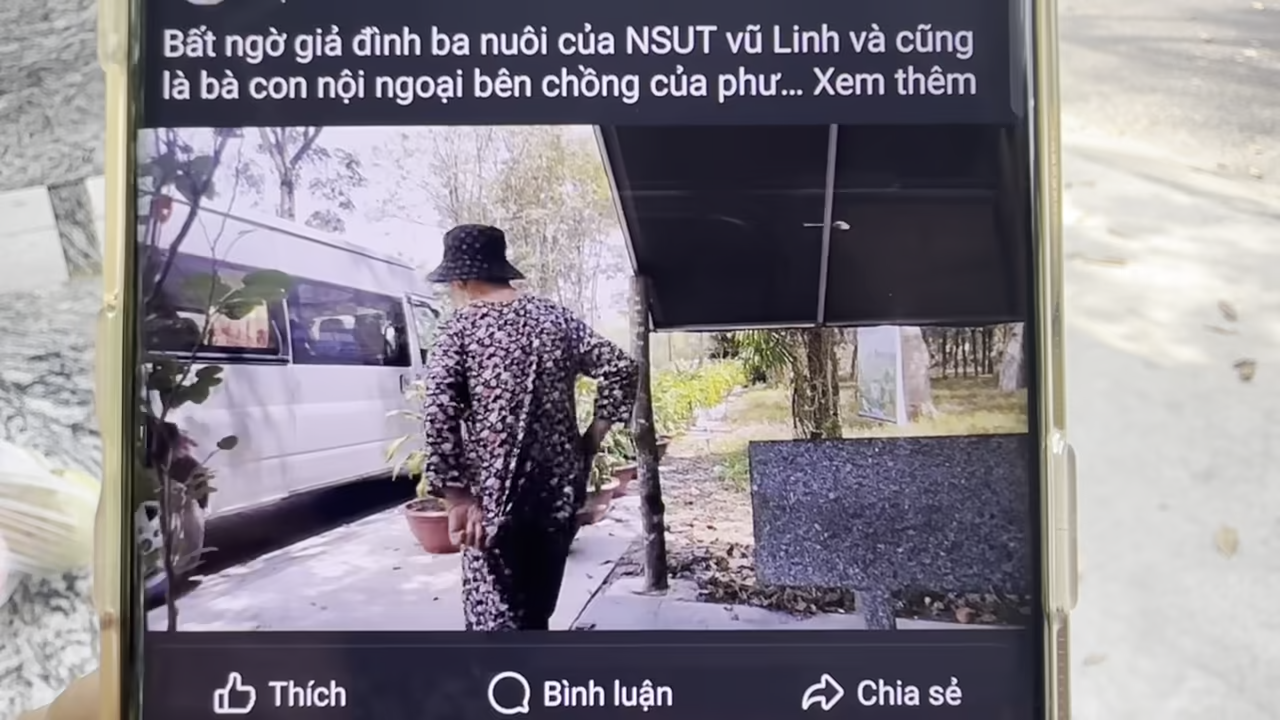 Bất ngờ giả đình ba nuôi của NSUT vũ Linh và cũng
là bà con nội ngoại bên chồng của phư... Xem thêm
Thích
Bình luận
Chia sẻ